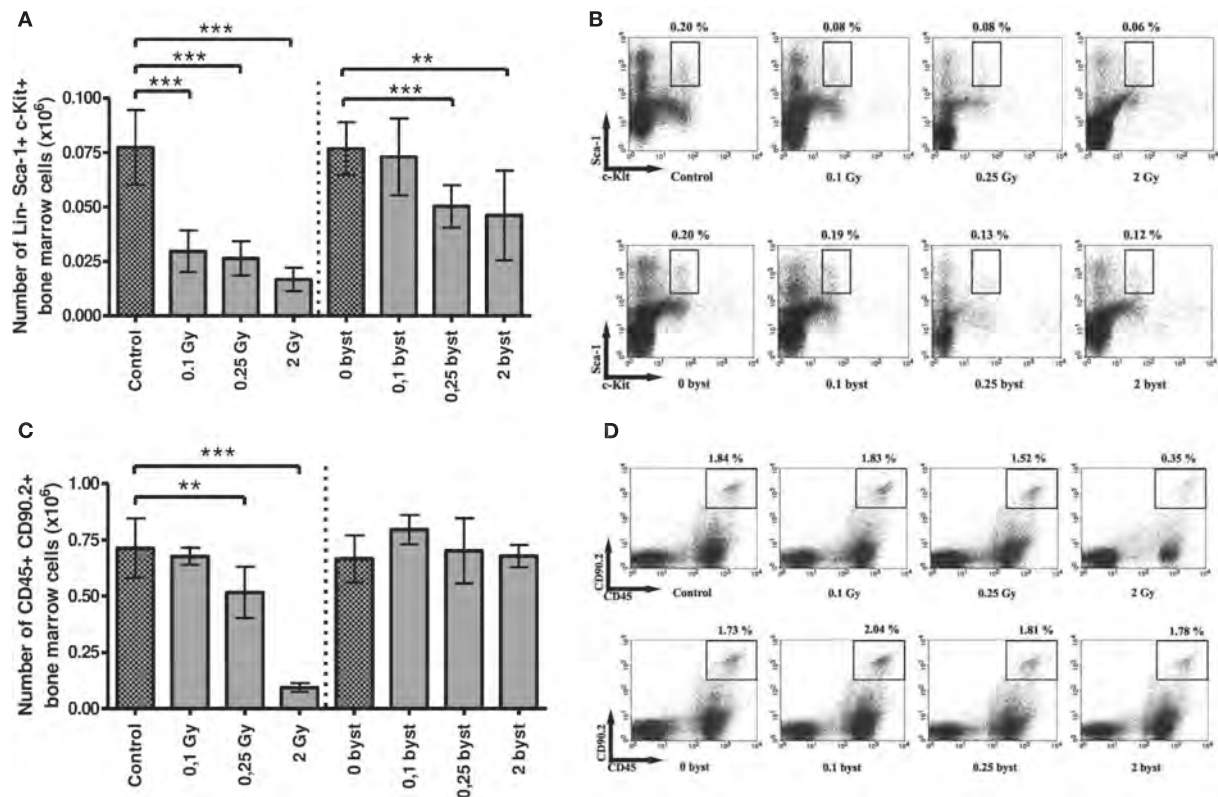 A
***
***
***
**
***
Number of Lin- Sca-1+ c-Kit+
bone marrow cells (x10⁶)
0.100
0.075
0.050
0.025
0.000
Control
0.1 Gy
0.25 Gy
2 Gy
0 byst
0,1 byst
0,25 byst
2 byst
B
0.20 %
0.08 %
0.08 %
0.06 %
Sca-1
c-Kit
Control
0.1 Gy
0.25 Gy
2 Gy
0.20 %
0.19 %
0.13 %
0.12 %
Sca-1
c-Kit
0 byst
0.1 byst
0.25 byst
2 byst
C
***
**
Number of CD45+ CD90.2+
bone marrow cells (x10⁶)
1.00
0.75
0.50
0.25
0.00
Control
0,1 Gy
0,25 Gy
2 Gy
0 byst
0,1 byst
0,25 byst
2 byst
D
1.84 %
1.83 %
1.52 %
0.35 %
CD90.2
CD45
Control
0.1 Gy
0.25 Gy
2 Gy
1.73 %
2.04 %
1.81 %
1.78 %
CD90.2
CD45
0 byst
0.1 byst
0.25 byst
2 byst